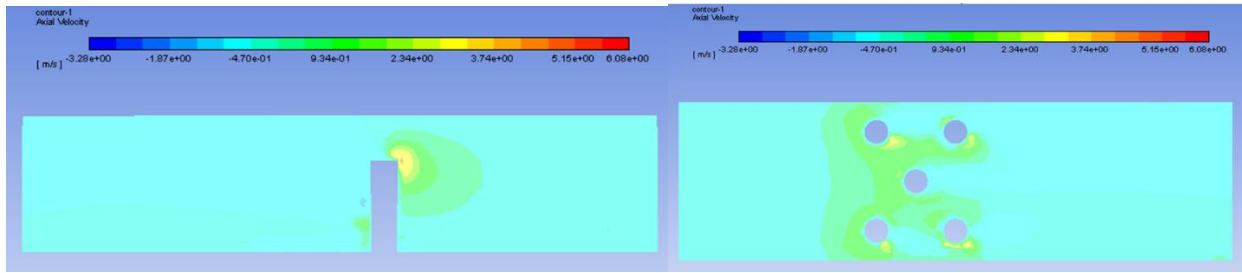 contour-1
Axial Velocity
-3.28e+00 -1.87e+00 -4.70e-01 9.34e-01 2.34e+00 3.74e+00 5.15e+00 6.08e+00
[ m/s ]
contour-1
Axial Velocity
-3.28e+00 -1.87e+00 -4.70e-01 9.34e-01 2.34e+00 3.74e+00 5.15e+00 6.08e+00
[ m/s ]